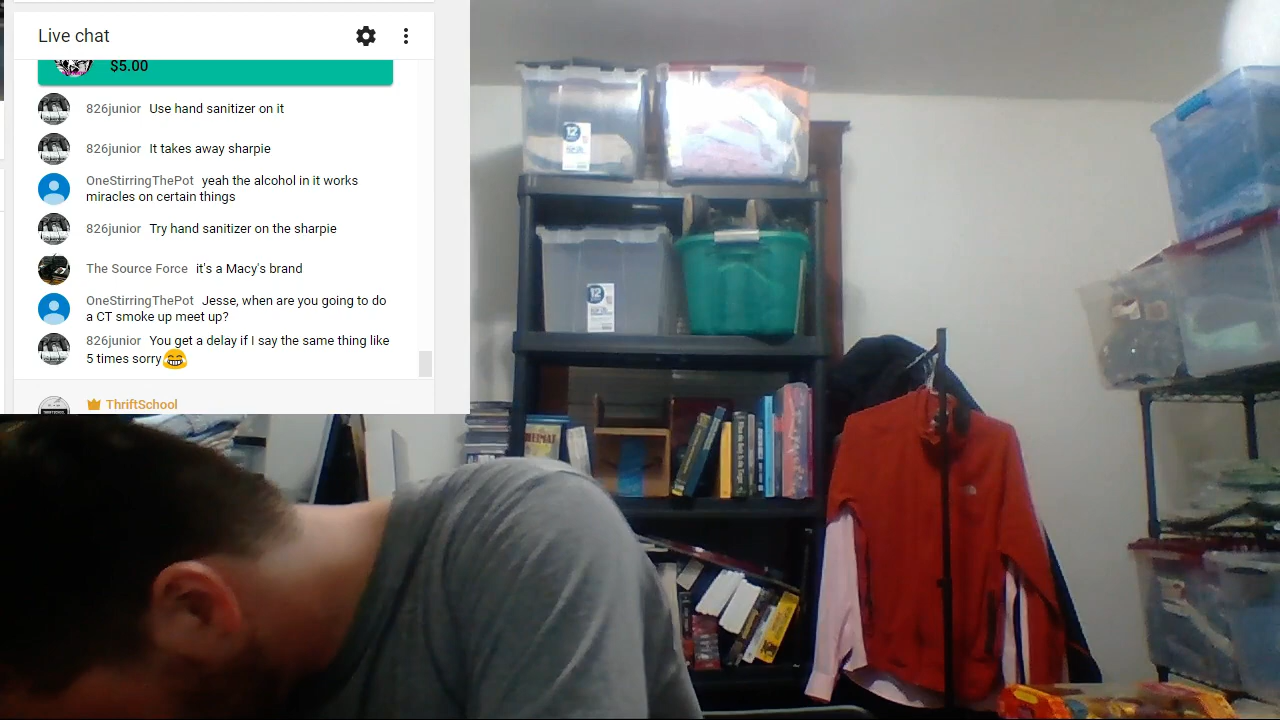 Live chat
$5.00
826junior Use hand sanitizer on it
826junior It takes away sharpie
OneStirringThePot yeah the alcohol in it works
miracles on certain things
826junior Try hand sanitizer on the sharpie
The Source Force it's a Macy's brand
OneStirringThePot Jesse, when are you going to do
a CT smoke up meet up?
826junior You get a delay if I say the same thing like
5 times sorry😂
ThriftSchool
12
12